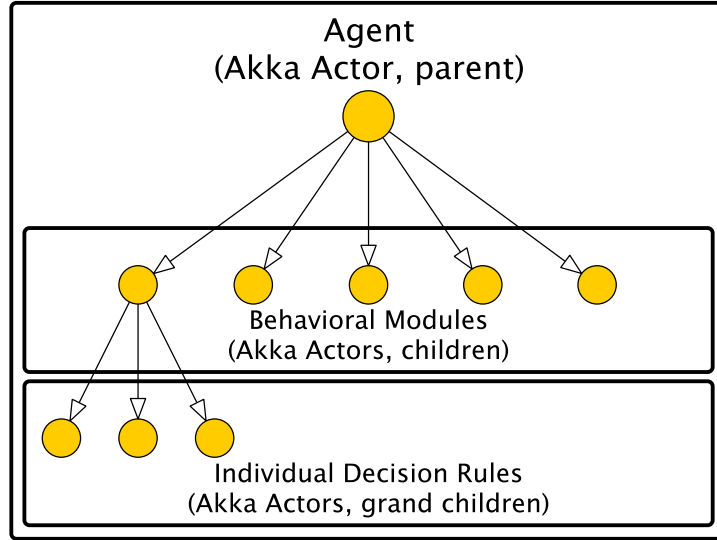 Agent
(Akka Actor, parent)
Behavioral Modules
(Akka Actors, children)
Individual Decision Rules
(Akka Actors, grand children)